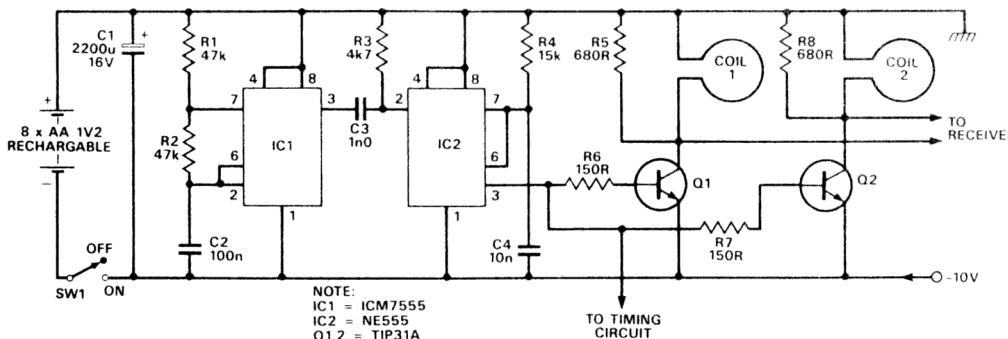 C1
2200u
16V
+
R1
47k
R3
4k7
R4
15k
R5
680R
R8
680R
COIL
1
COIL
2
4
8
4
8
7
3
2
7
+
8 x AA 1V2
RECHARGABLE
−
R2
47k
C3
1n0
TO
RECEIVE
IC1
IC2
6
2
6
3
R6
150R
Q1
Q2
1
1
R7
150R
C2
100n
C4
10n
OFF
SW1
ON
−10V
NOTE:
IC1 = ICM7555
IC2 = NE555
Q1,2 = TIP31A
TO TIMING
CIRCUIT